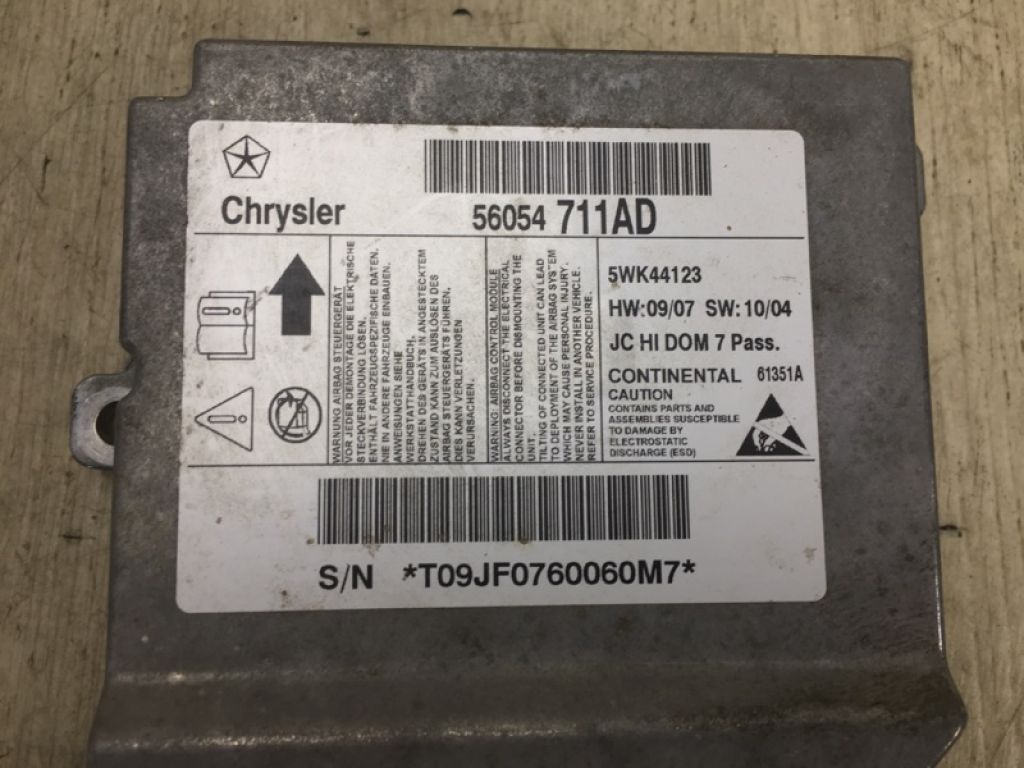 Chrysler
56054 711AD
WARNUNG AIRBAG STEUERGERÄT
VOR JEDER DEMONTAGE DIE ELEKTRISCHE
STECKVERBINDUNG LÖSEN.
ENTHÄLT FAHRZEUGSPEZIFISCHE DATEN.
NIE IN ANDERE FAHRZEUGE EINBAUEN.
ANWEISUNGEN SIEHE
WERKSTATTHANDBUCH.
DREHEN DES GERÄTS IN ANGESTECKTEM
ZUSTAND KANN ZUM AUSLÖSEN DES
AIRBAG STEUERGERÄTS FÜHREN.
DIES KANN VERLETZUNGEN
VERURSACHEN.
WARNING: AIRBAG CONTROL MODULE
ALWAYS DISCONNECT THE ELECTRICAL
CONNECTOR BEFORE DISMOUNTING THE
UNIT.
TILTING OF CONNECTED UNIT CAN LEAD
TO DEPLOYMENT OF THE AIRBAG SYSTEM
WHICH MAY CAUSE PERSONAL INJURY.
NEVER INSTALL IN ANOTHER VEHICLE.
REFER TO SERVICE PROCEDURE.
5WK44123
HW:09/07 SW:10/04
JC HI DOM 7 Pass.
CONTINENTAL 61351A
CAUTION
CONTAINS PARTS AND
ASSEMBLIES SUSCEPTIBLE
TO DAMAGE BY
ELECTROSTATIC
DISCHARGE (ESD)
S/N *T09JF0760060M7*